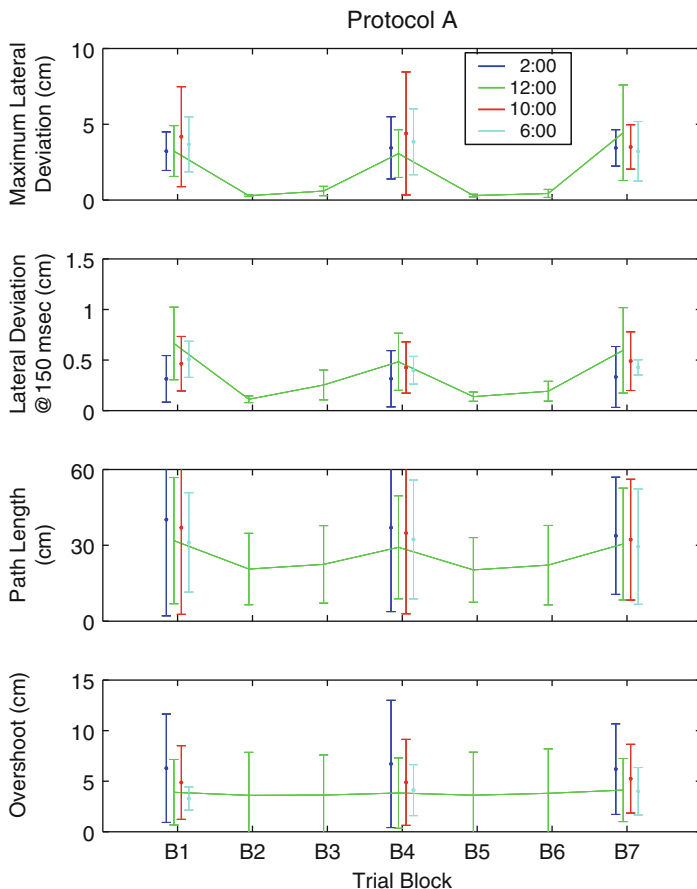 Protocol A
Maximum Lateral
Deviation (cm)
10
5
0
2:00
12:00
10:00
6:00
Lateral Deviation
@150 msec (cm)
1.5
1
0.5
0
Path Length
(cm)
60
30
0
Overshoot (cm)
15
10
5
0
B1 B2 B3 B4 B5 B6 B7
Trial Block